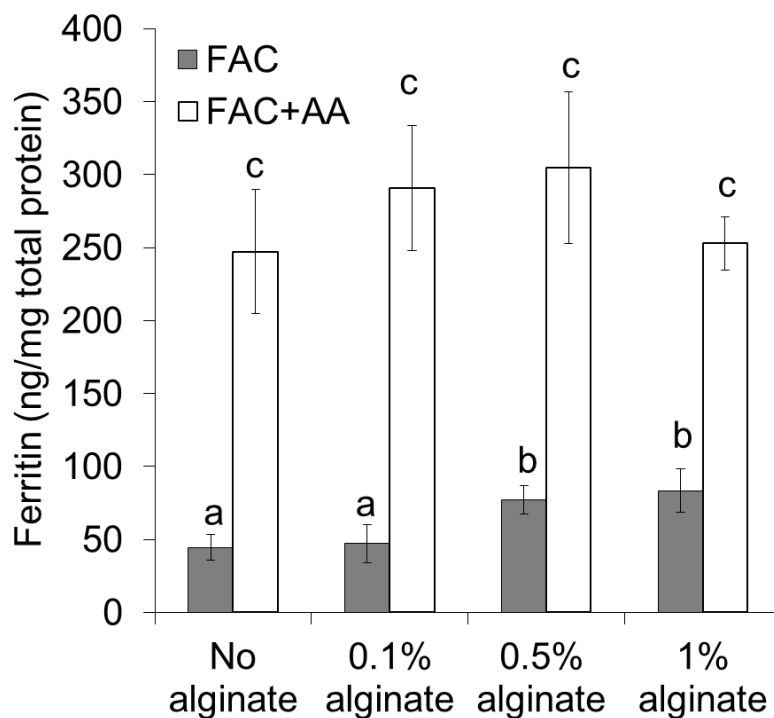 Ferritin (ng/mg total protein)
400
350
300
250
200
150
100
50
0
FAC
FAC+AA
a
c
a
c
b
c
b
c
No
alginate
0.1%
alginate
0.5%
alginate
1%
alginate